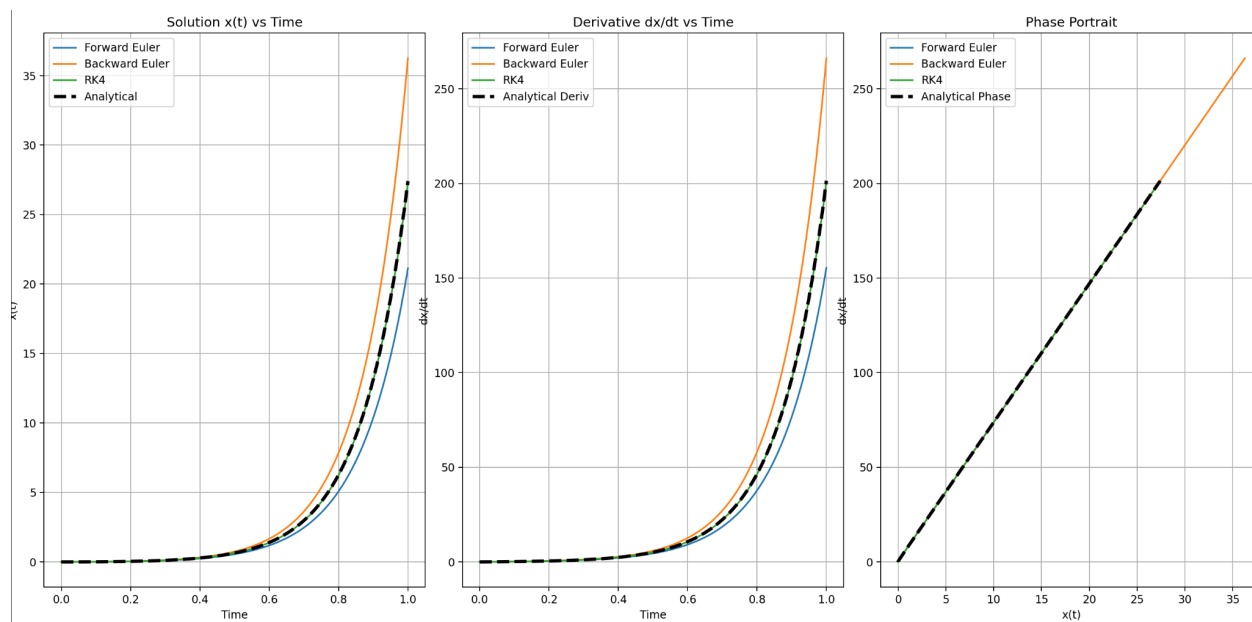 Solution x(t) vs Time
Forward Euler
Backward Euler
RK4
Analytical
35
30
25
20
15
10
5
0
x(t)
0.0 0.2 0.4 0.6 0.8 1.0
Time
Derivative dx/dt vs Time
Forward Euler
Backward Euler
RK4
Analytical Deriv
250
200
150
100
50
0
dx/dt
0.0 0.2 0.4 0.6 0.8 1.0
Time
Phase Portrait
Forward Euler
Backward Euler
RK4
Analytical Phase
250
200
150
100
50
0
dx/dt
0 5 10 15 20 25 30 35
x(t)